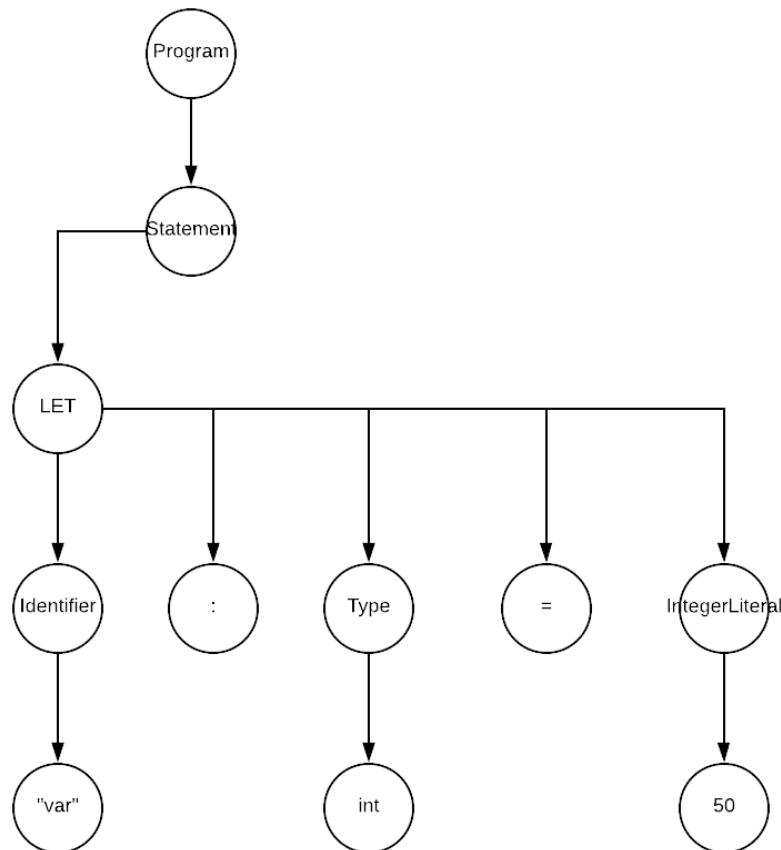 Program
Statement
LET
Identifier
:
Type
=
IntegerLiteral
"var"
int
50